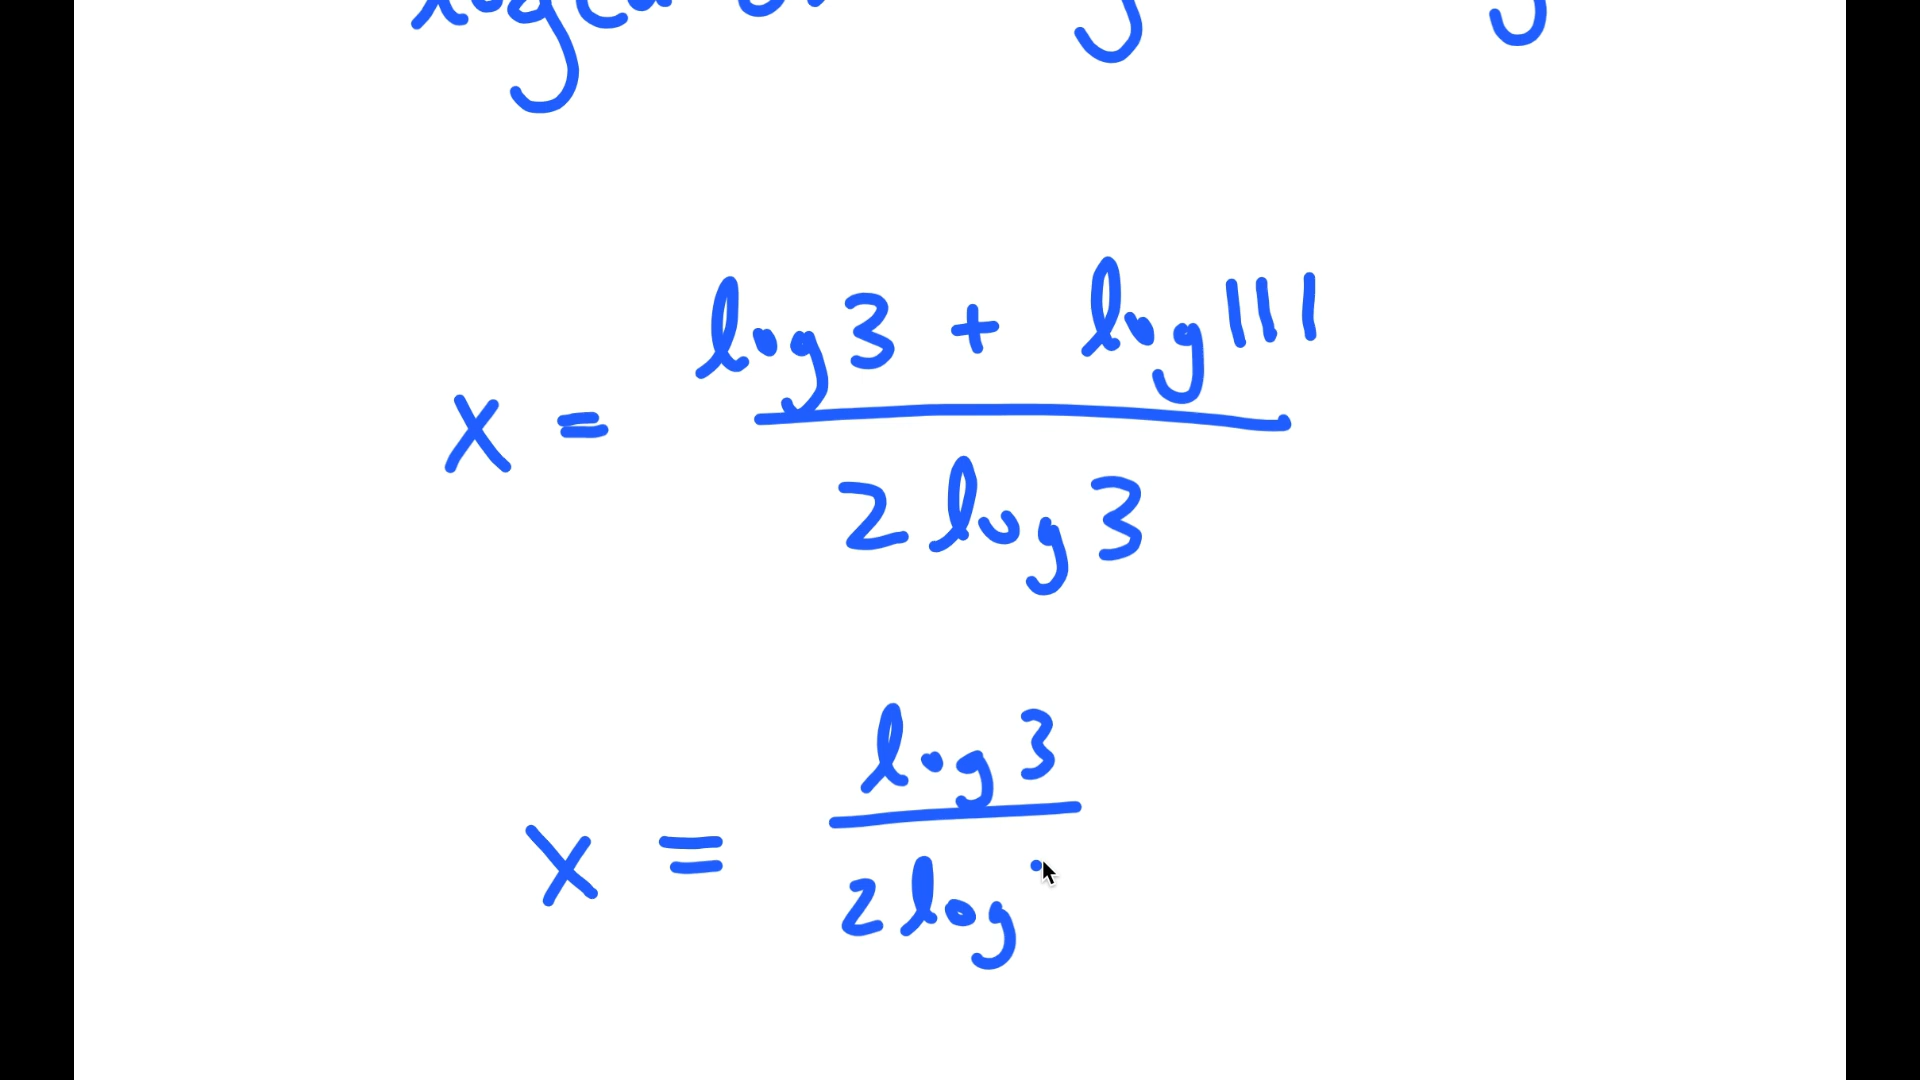 x = log3 + log111
2log3
x = log3
2log